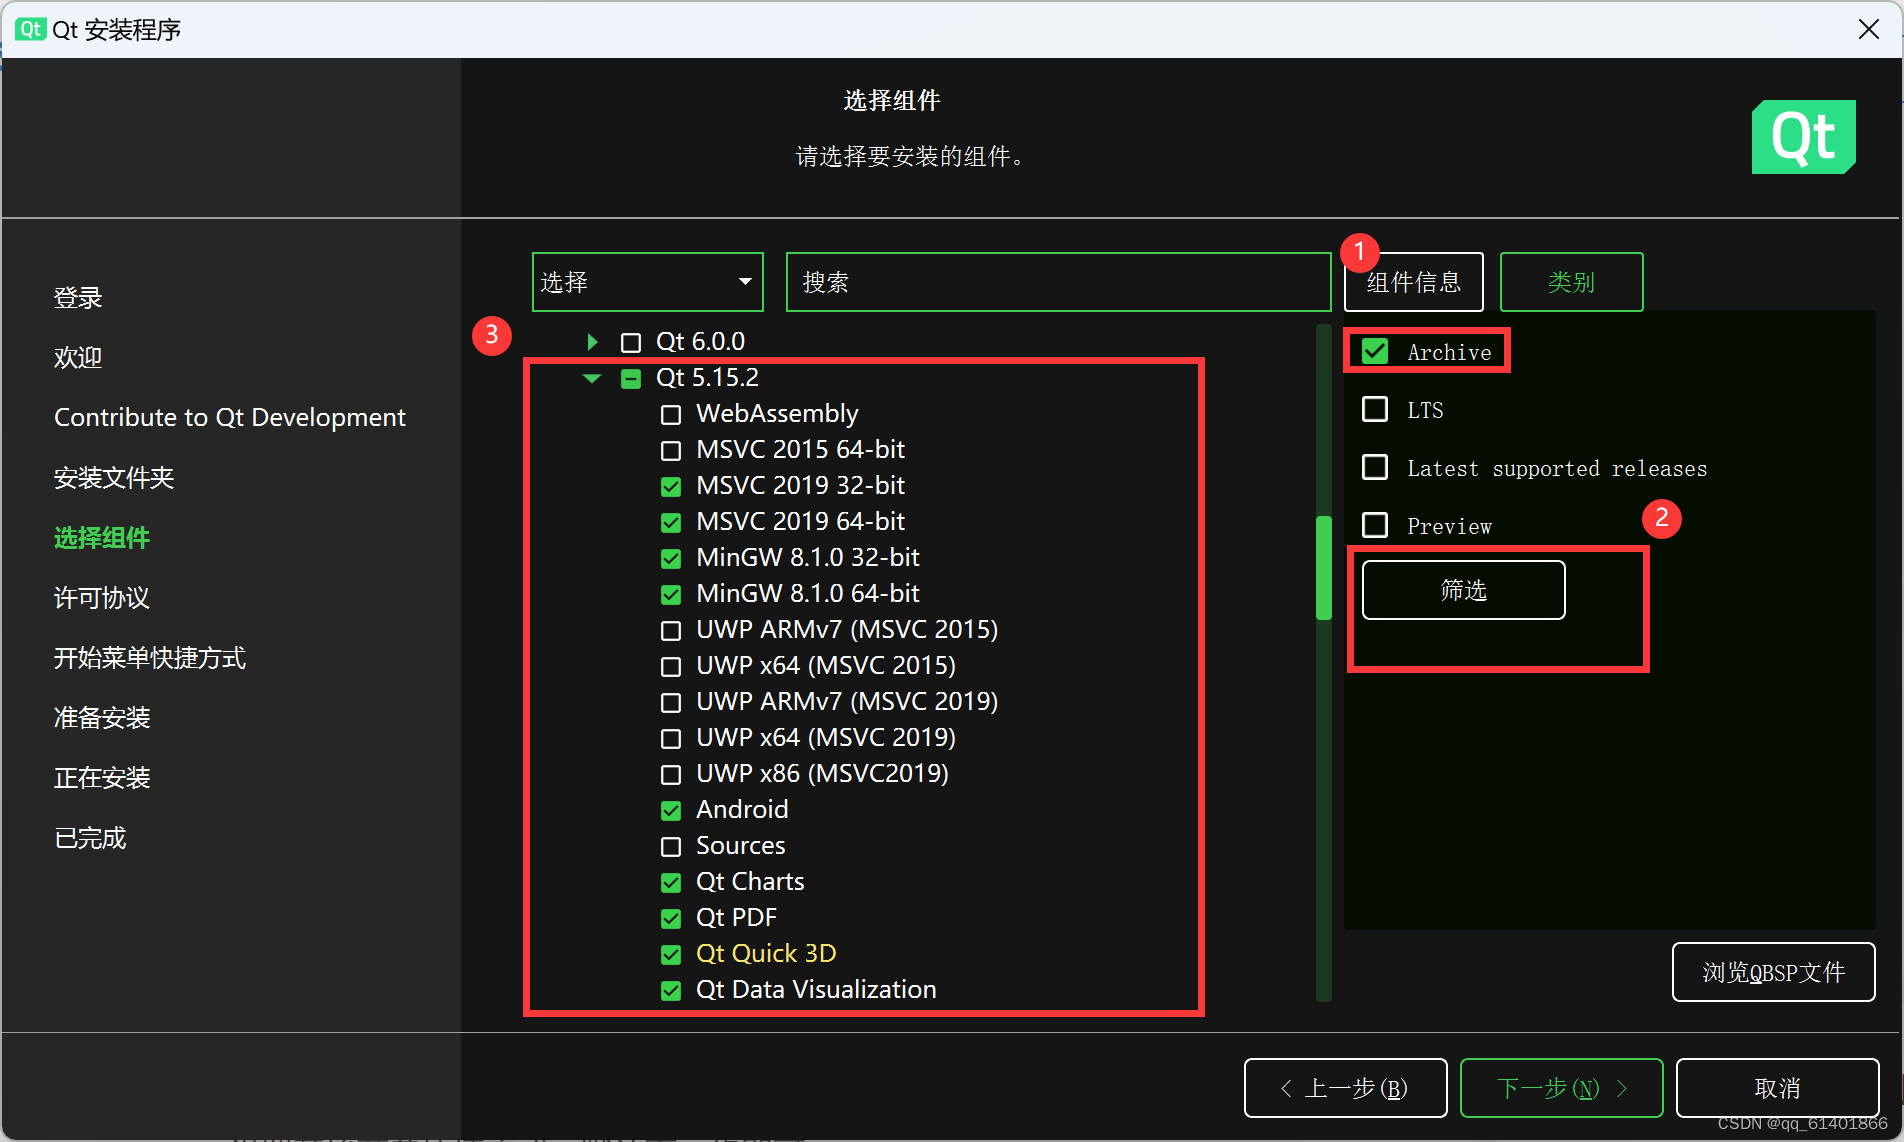 Qt Qt 安装程序
选择组件
请选择要安装的组件。
Qt
登录
欢迎
Contribute to Qt Development
安装文件夹
选择组件
许可协议
开始菜单快捷方式
准备安装
正在安装
已完成
选择
搜索
1
组件信息
类别
3
Qt 6.0.0
Qt 5.15.2
WebAssembly
MSVC 2015 64-bit
MSVC 2019 32-bit
MSVC 2019 64-bit
MinGW 8.1.0 32-bit
MinGW 8.1.0 64-bit
UWP ARMv7 (MSVC 2015)
UWP x64 (MSVC 2015)
UWP ARMv7 (MSVC 2019)
UWP x64 (MSVC 2019)
UWP x86 (MSVC2019)
Android
Sources
Qt Charts
Qt PDF
Qt Quick 3D
Qt Data Visualization
Archive
LTS
Latest supported releases
Preview
2
筛选
浏览QBSP文件
上一步(B)
下一步(N)
取消
CSDN @qq_61401866